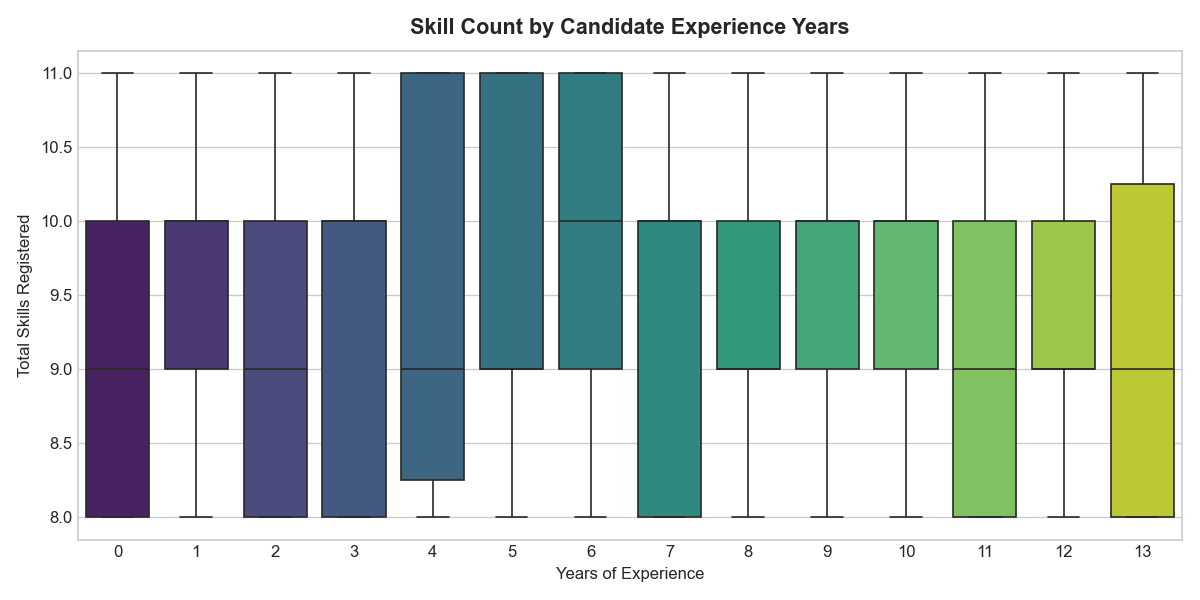 Skill Count by Candidate Experience Years
Total Skills Registered
11.0
10.5
10.0
9.5
9.0
8.5
8.0
0 1 2 3 4 5 6 7 8 9 10 11 12 13
Years of Experience